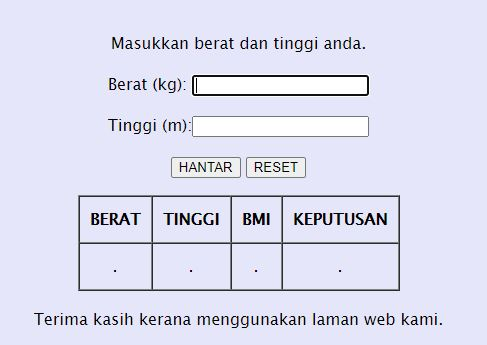 Masukkan berat dan tinggi anda.
Berat (kg):
Tinggi (m):
HANTAR RESET
BERAT TINGGI BMI KEPUTUSAN
. . . .
Terima kasih kerana menggunakan laman web kami.